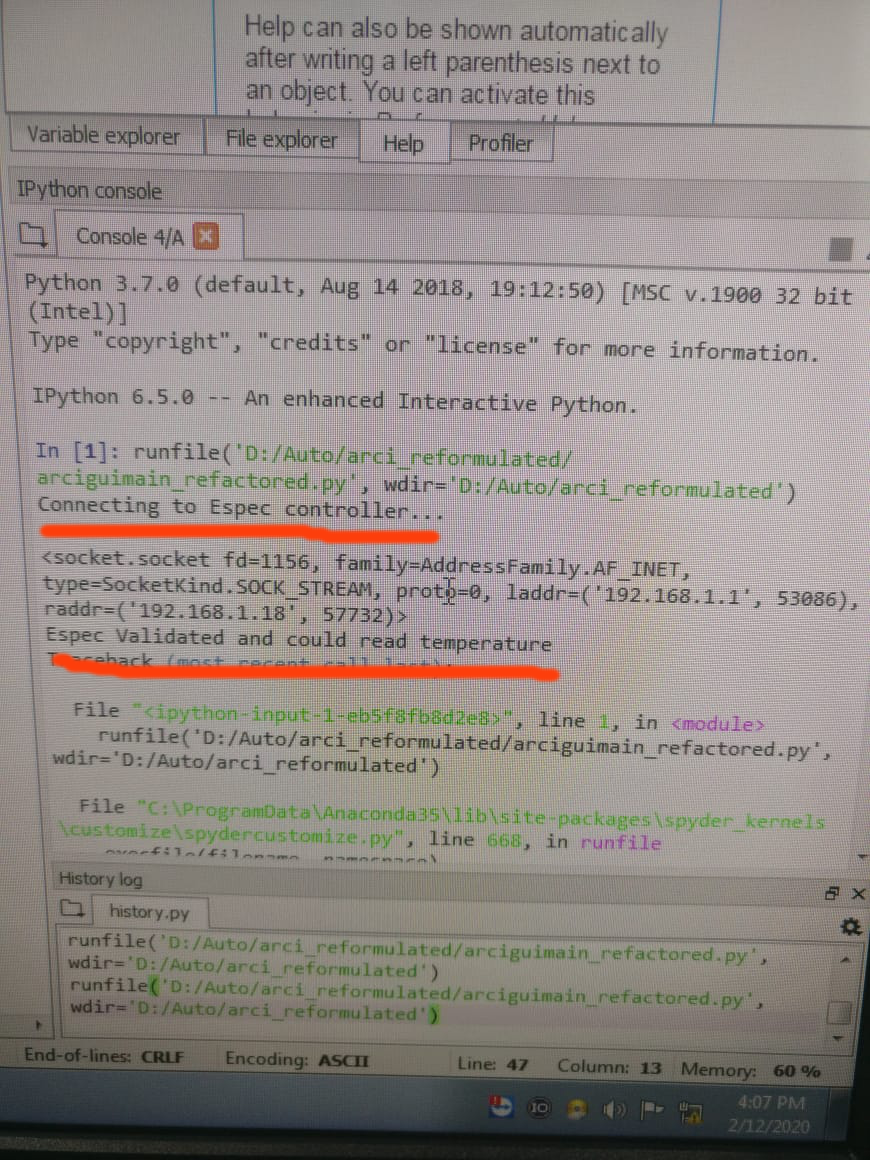 Help can also be shown automatically
after writing a left parenthesis next to
an object. You can activate this
Variable explorer
File explorer
Help
Profiler
IPython console
Console 4/A
Python 3.7.0 (default, Aug 14 2018, 19:12:50) [MSC v.1900 32 bit
(Intel)]
Type "copyright", "credits" or "license" for more information.
IPython 6.5.0 -- An enhanced Interactive Python.
In [1]: runfile('D:/Auto/arci_reformulated/
arciguimain_refactored.py', wdir='D:/Auto/arci_reformulated')
Connecting to Espec controller...
<socket.socket fd=1156, family=AddressFamily.AF_INET,
type=SocketKind.SOCK_STREAM, proto=0, laddr=('192.168.1.1', 53086),
raddr=('192.168.1.18', 57732)>
Espec Validated and could read temperature
Traceback (most recent call last):
File "<ipython-input-1-eb5f8fb8d2e8>", line 1, in <module>
runfile('D:/Auto/arci_reformulated/arciguimain_refactored.py',
wdir='D:/Auto/arci_reformulated')
File "C:\ProgramData\Anaconda35\lib\site-packages\spyder_kernels
\customize\spydercustomize.py", line 668, in runfile
execfile(filename, namespace)
History log
history.py
runfile('D:/Auto/arci_reformulated/arciguimain_refactored.py',
wdir='D:/Auto/arci_reformulated')
runfile('D:/Auto/arci_reformulated/arciguimain_refactored.py',
wdir='D:/Auto/arci_reformulated')
End-of-lines: CRLF
Encoding: ASCII
Line: 47
Column: 13
Memory: 60 %
4:07 PM
2/12/2020